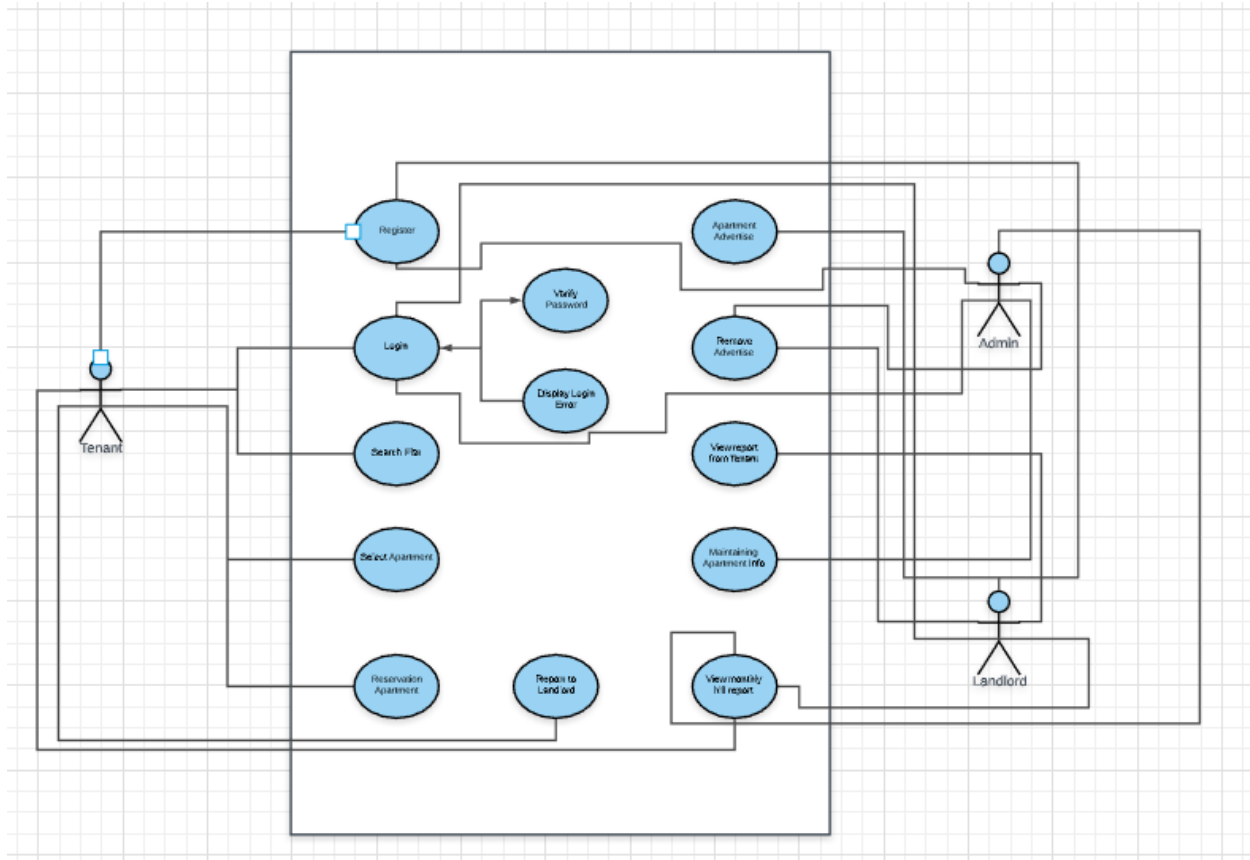 Register
Apartment
Advertise
Verify
Password
Login
Remove
Advertise
Admin
Display Login
Error
Tenant
Search Flat
View report
from Tenant
Select Apartment
Maintaining
Apartment Info
Reservation
Apartment
Report to
Landlord
View monthly
bill report
Landlord